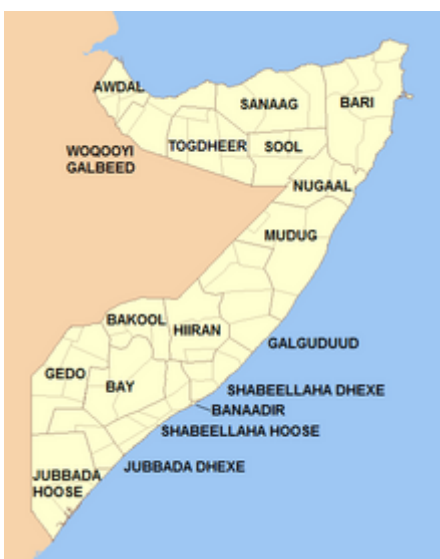 AWDAL
SANAAG
BARI
WOQOOYI
GALBEED
TOGDHEER
SOOL
NUGAAL
MUDUG
BAKOOL
HIIRAN
GALGUDUUD
GEDO
BAY
SHABEELLAHA DHEXE
BANAADIR
SHABEELLAHA HOOSE
JUBBADA DHEXE
JUBBADA
HOOSE